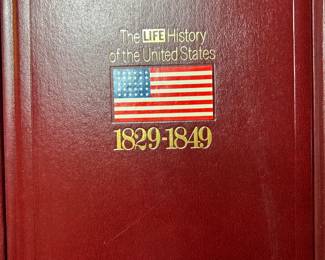 The LIFE History
of the United States
1829-1849